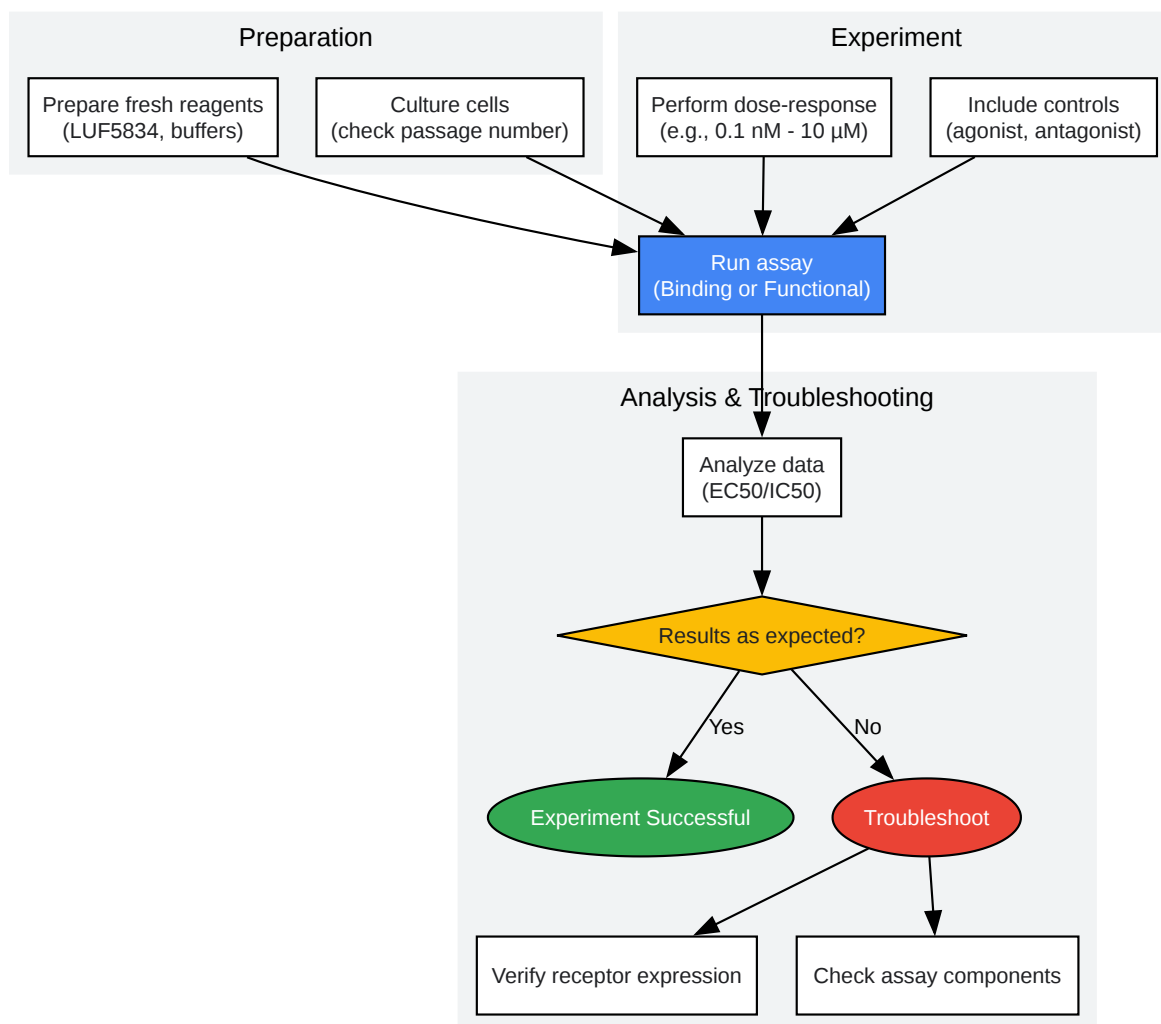 Preparation
Experiment
Prepare fresh reagents
(LUF5834, buffers)
Culture cells
(check passage number)
Perform dose-response
(e.g., 0.1 nM - 10 µM)
Include controls
(agonist, antagonist)
Run assay
(Binding or Functional)
Analysis & Troubleshooting
Analyze data
(EC50/IC50)
Results as expected?
Yes
No
Experiment Successful
Troubleshoot
Verify receptor expression
Check assay components